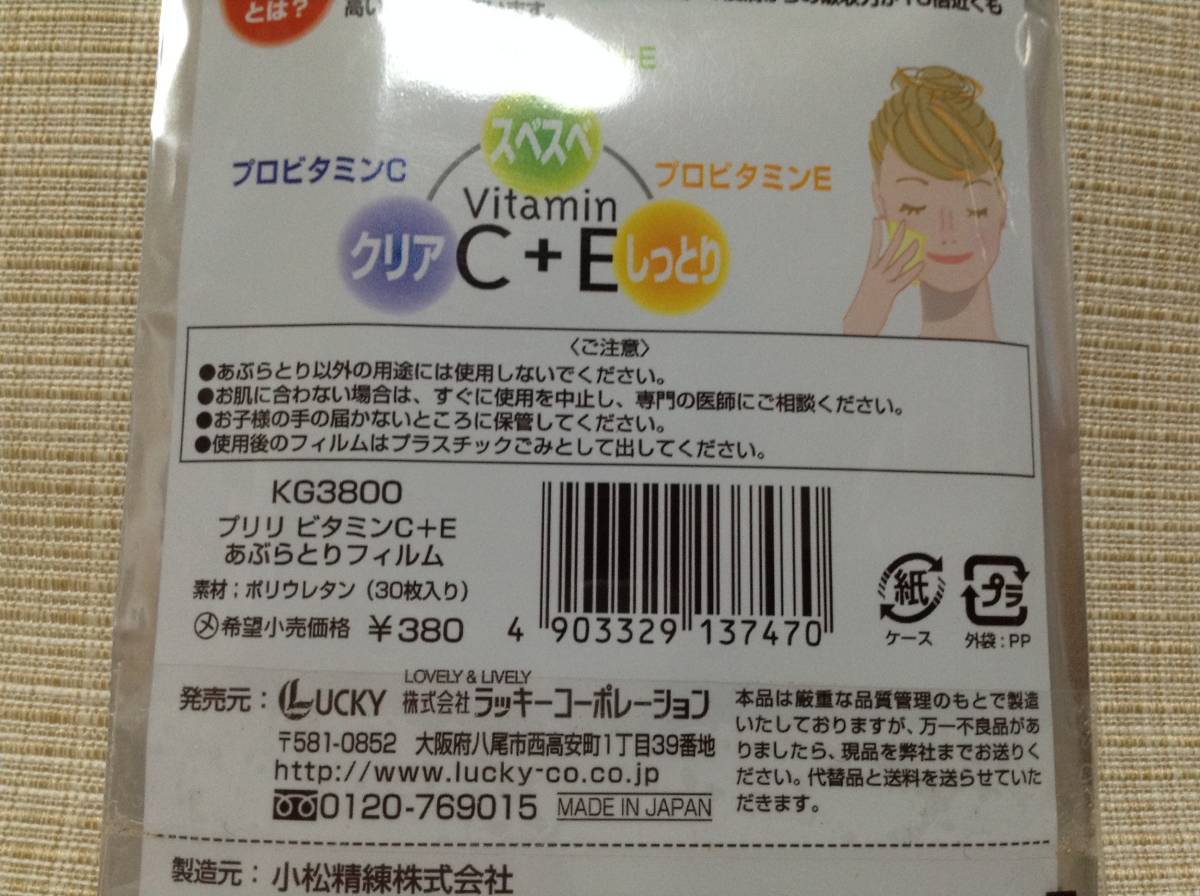 とは?
+E
スベスベ
プロビタミンC
プロビタミンE
Vitamin
クリア
C+E
しっとり
〈ご注意〉
●あぶらとり以外の用途には使用しないでください。
●お肌に合わない場合は、すぐに使用を中止し、専門の医師にご相談ください。
●お子様の手の届かないところに保管してください。
●使用後のフィルムはプラスチックごみとして出してください。
KG3800
プリリ ビタミンC+E
あぶらとりフィルム
素材:ポリウレタン(30枚入り)
メ希望小売価格 ¥380
4 903329 137470
紙
ケース
プラ
外袋:PP
発売元:
LUCKY
LOVELY & LIVELY
株式会社ラッキーコーポレーション
〒581-0852 大阪府八尾市西高安町1丁目39番地
http://www.lucky-co.co.jp
0120-769015 MADE IN JAPAN
本品は厳重な品質管理のもとで製造
いたしておりますが、万一不良品があ
りましたら、現品を弊社までお送りく
ださい。代替品と送料を送らせていた
だきます。
製造元:小松精練株式会社